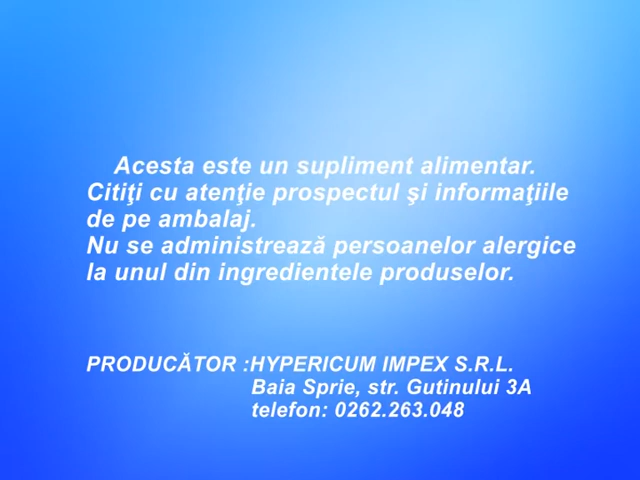 Acesta este un supliment alimentar.
Citiţi cu atenţie prospectul şi informaţiile
de pe ambalaj.
Nu se administrează persoanelor alergice
la unul din ingredientele produselor.
PRODUCĂTOR :HYPERICUM IMPEX S.R.L.
Baia Sprie, str. Gutinului 3A
telefon: 0262.263.048